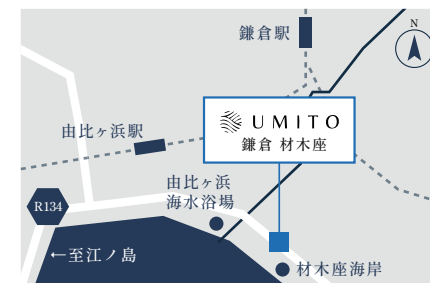 鎌倉駅
N
UMITO
鎌倉 材木座
由比ヶ浜駅
由比ヶ浜
海水浴場
R134
←至江ノ島
材木座海岸